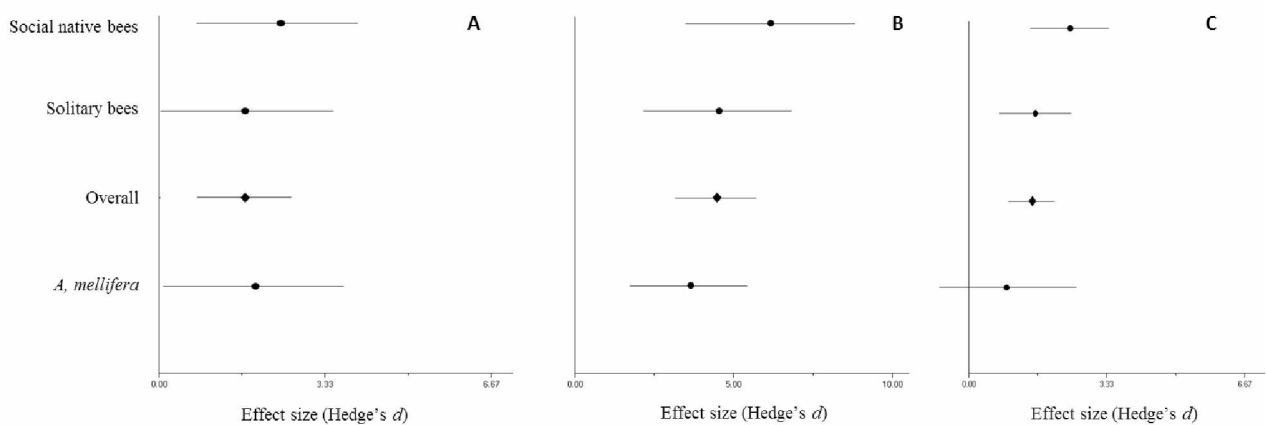 Social native bees
Solitary bees
Overall
A, mellifera
A
B
C
0.00 3.33 6.67
0.00 5.00 10.00
0.00 3.33 6.67
Effect size (Hedge's d)
Effect size (Hedge's d)
Effect size (Hedge's d)